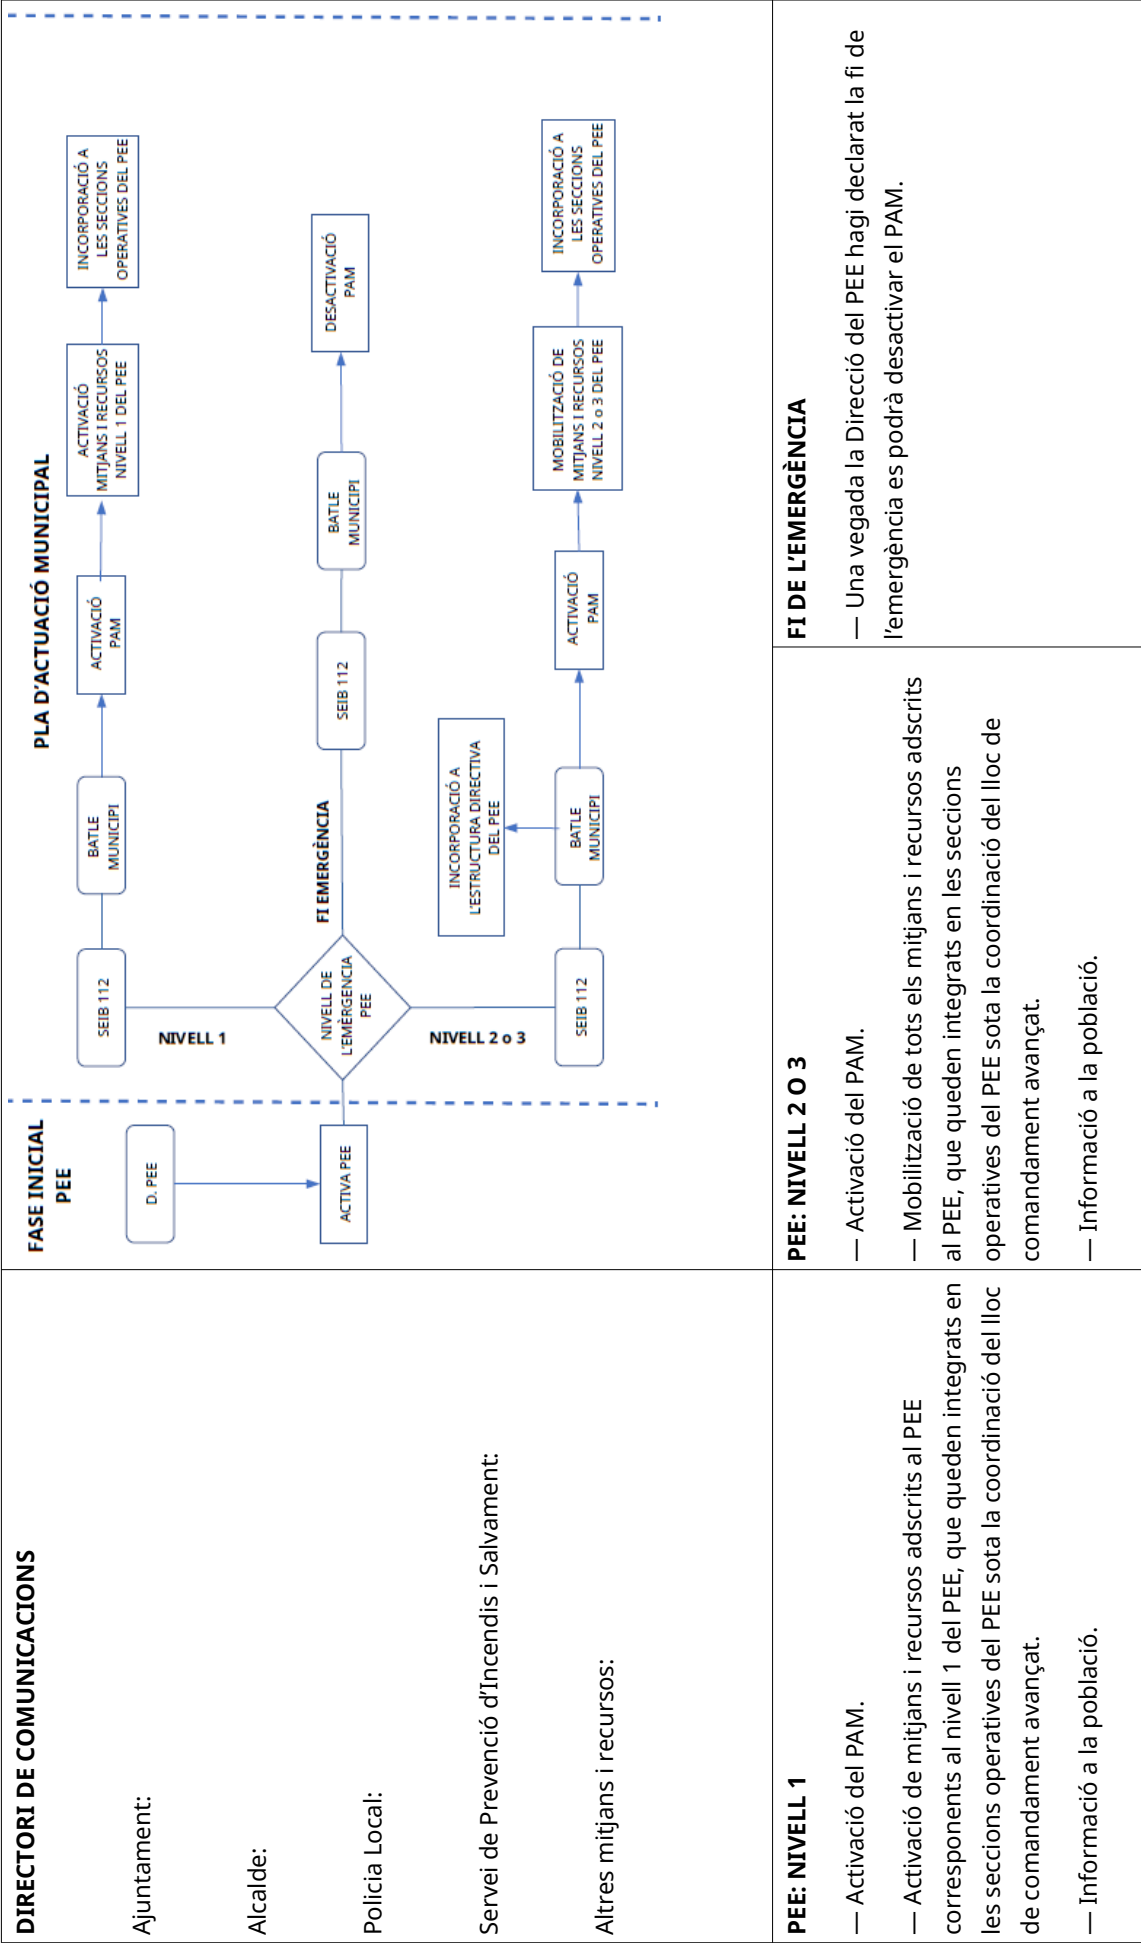 DIRECTORI DE COMUNICACIONS
Ajuntament:
Alcalde:
Policia Local:
Servei de Prevenció d'Incendis i Salvament:
Altres mitjans i recursos:
FASE INICIAL
PEE
D. PEE
ACTIVA PEE
PLA D'ACTUACIÓ MUNICIPAL
SEIB 112
BATLE
MUNICIPI
ACTIVACIÓ
PAM
ACTIVACIÓ
MITJANS I RECURSOS
NIVELL 1 DEL PEE
INCORPORACIÓ A
LES SECCIONS
OPERATIVES DEL PEE
NIVELL 1
NIVELL DE
L'EMÈRGENCIA
PEE
FI EMERGÈNCIA
SEIB 112
BATLE
MUNICIPI
DESACTIVACIÓ
PAM
NIVELL 2 o 3
INCORPORACIÓ A
L'ESTRUCTURA DIRECTIVA
DEL PEE
SEIB 112
BATLE
MUNICIPI
ACTIVACIÓ
PAM
MOBILITZACIÓ DE
MITJANS I RECURSOS
NIVELL 2 o 3 DEL PEE
INCORPORACIÓ A
LES SECCIONS
OPERATIVES DEL PEE
PEE: NIVELL 1
— Activació del PAM.
— Activació de mitjans i recursos adscrits al PEE
corresponents al nivell 1 del PEE, que queden integrats en
les seccions operatives del PEE sota la coordinació del lloc
de comandament avançat.
— Informació a la població.
PEE: NIVELL 2 O 3
— Activació del PAM.
— Mobilització de tots els mitjans i recursos adscrits
al PEE, que queden integrats en les seccions
operatives del PEE sota la coordinació del lloc de
comandament avançat.
— Informació a la població.
FI DE L'EMERGÈNCIA
— Una vegada la Direcció del PEE hagi declarat la fi de
l'emergència es podrà desactivar el PAM.